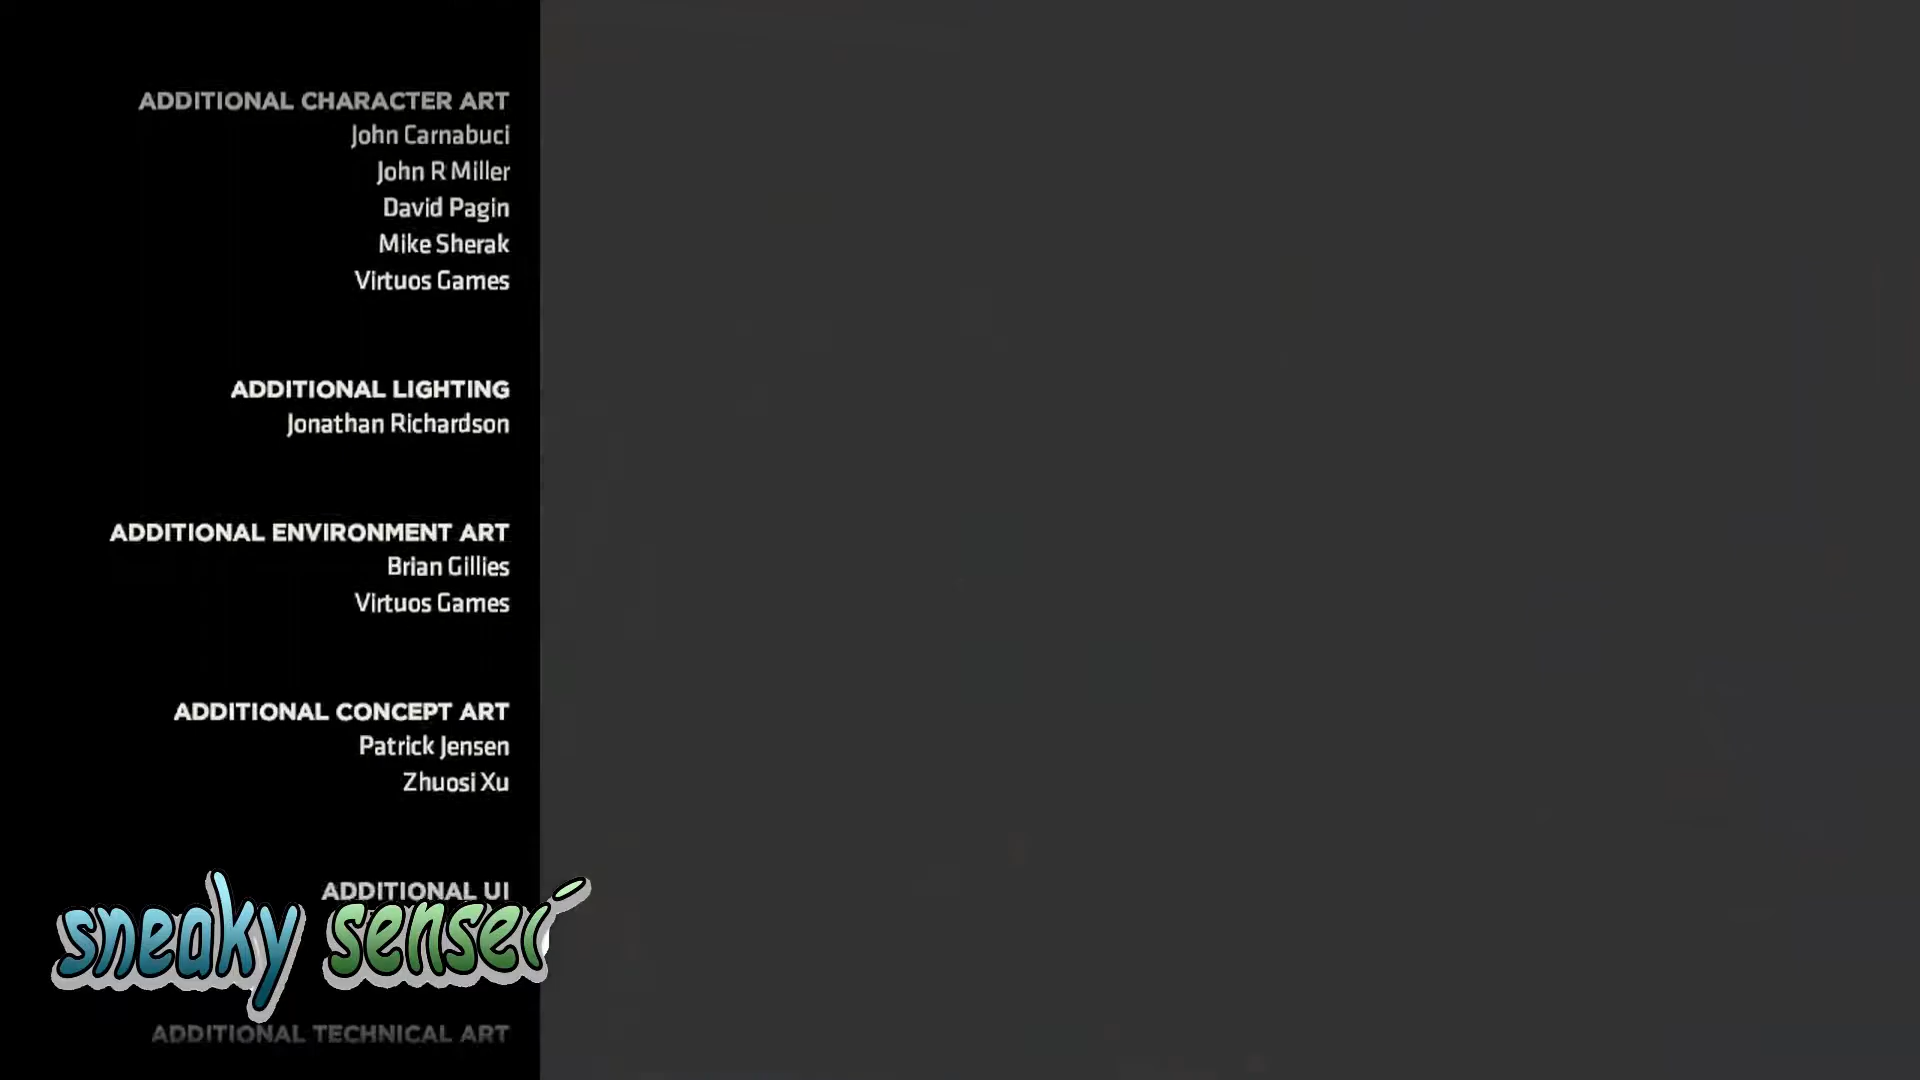 ADDITIONAL CHARACTER ART
John Carnabuci
John R Miller
David Pagin
Mike Sherak
Virtuos Games
ADDITIONAL LIGHTING
Jonathan Richardson
ADDITIONAL ENVIRONMENT ART
Brian Gillies
Virtuos Games
ADDITIONAL CONCEPT ART
Patrick Jensen
Zhuosi Xu
ADDITIONAL UI
sneaky sensei
ADDITIONAL TECHNICAL ART